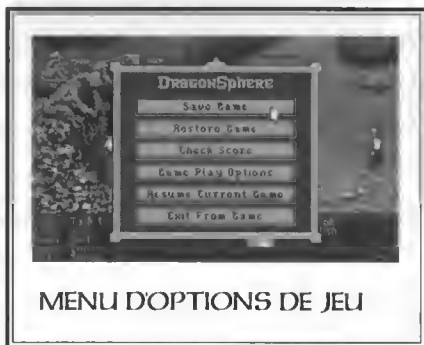 DRAGONSPHERE
Save Game
Restore Game
Check Score
Game Play Options
Resume Current Game
Exit From Game
MENU D'OPTIONS DE JEU